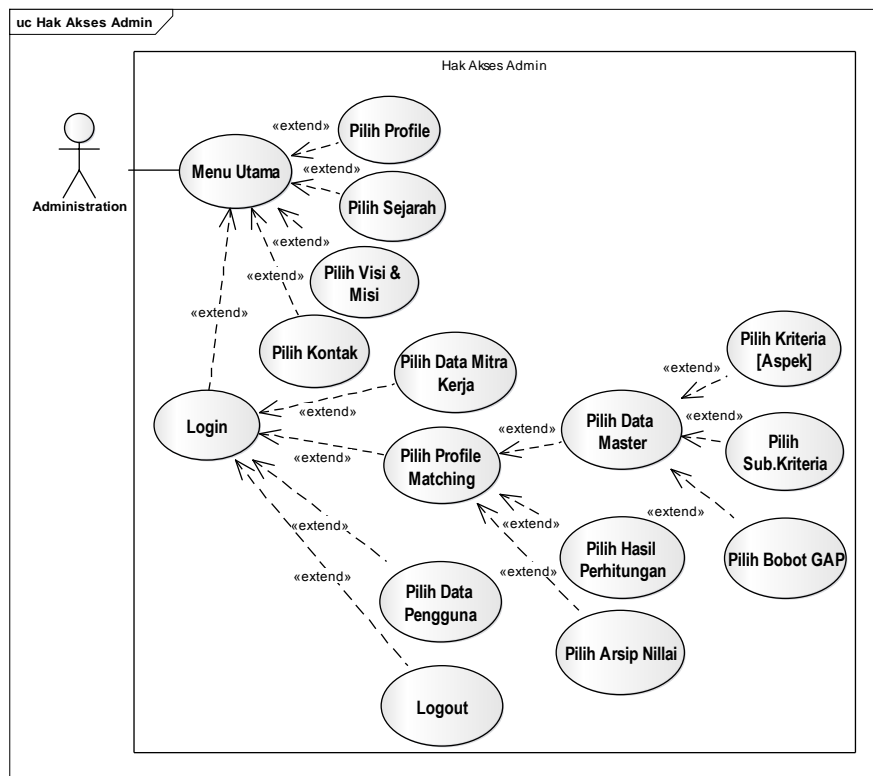 uc Hak Akses Admin
Hak Akses Admin
Administration
Menu Utama
«extend»
Pilih Profile
«extend»
Pilih Sejarah
«extend»
Pilih Visi &
Misi
«extend»
Pilih Kontak
«extend»
Login
Pilih Data Mitra
Kerja
«extend»
Pilih Profile
Matching
«extend»
«extend»
Pilih Data
Master
«extend»
Pilih Kriteria
[Aspek]
«extend»
Pilih
Sub.Kriteria
«extend»
Pilih Bobot GAP
«extend»
Pilih Hasil
Perhitungan
«extend»
Pilih Arsip Nillai
«extend»
Pilih Data
Pengguna
«extend»
Logout